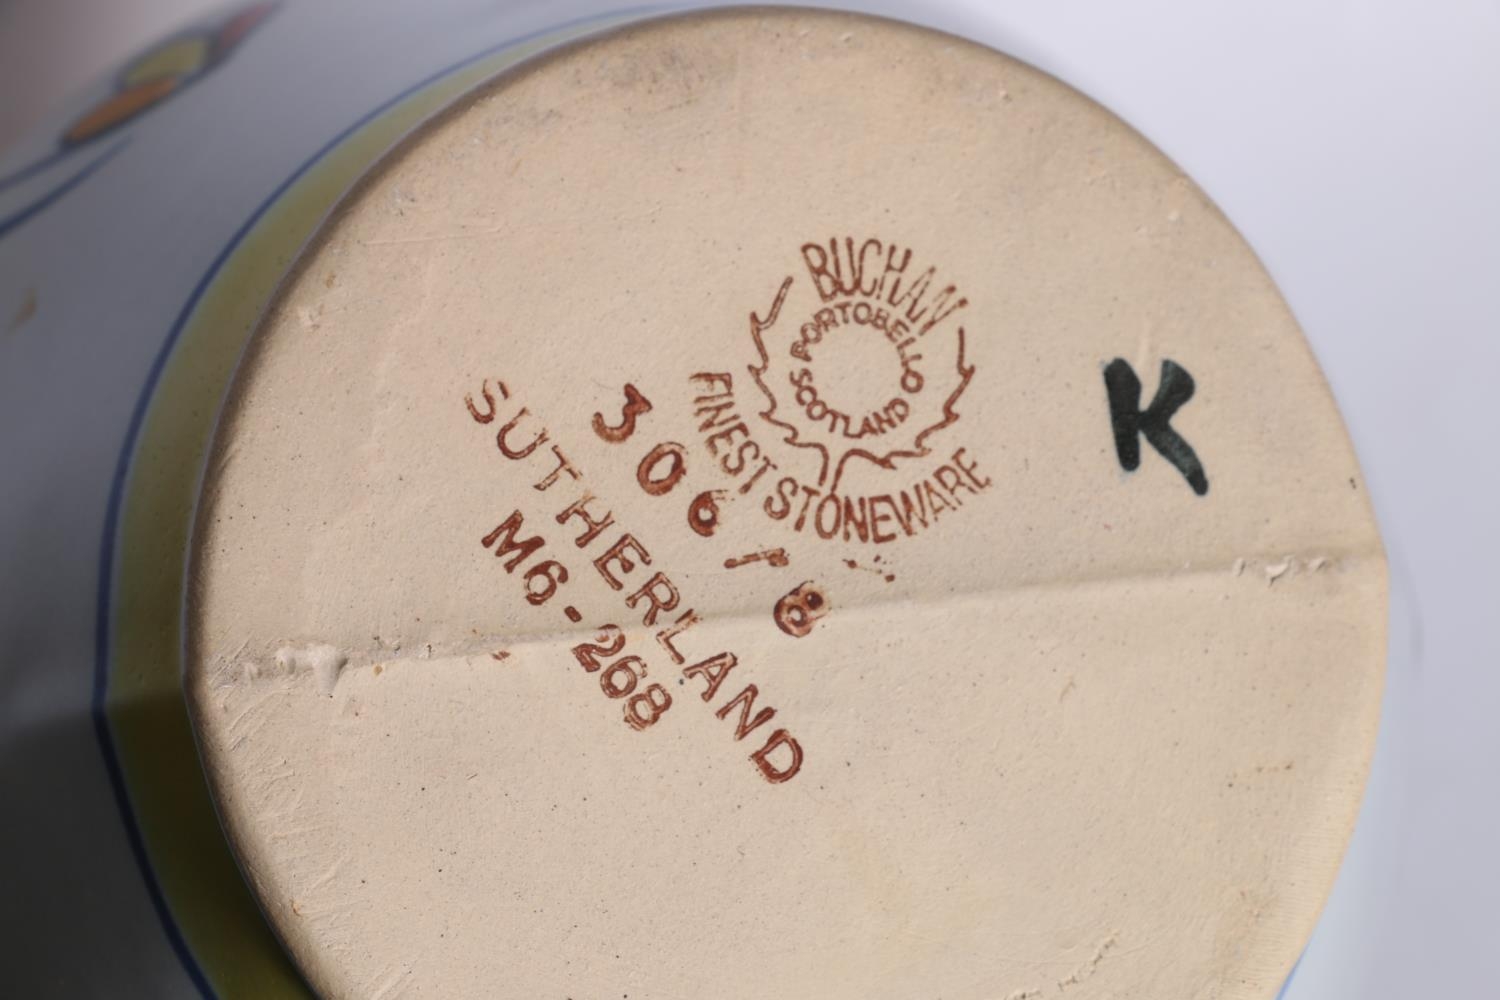 BUCHAN
PORTOBELLO
SCOTLAND
FINEST STONEWARE
K
306/8
SUTHERLAND
M6-268